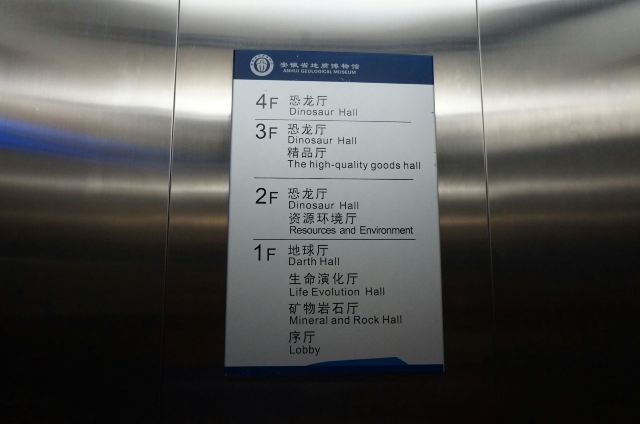 安徽省地质博物馆
ANHUI GEOLOGICAL MUSEUM
4F 恐龙厅
Dinosaur Hall
3F 恐龙厅
Dinosaur Hall
精品厅
The high-quality goods hall
2F 恐龙厅
Dinosaur Hall
资源环境厅
Resources and Environment
1F 地球厅
Darth Hall
生命演化厅
Life Evolution Hall
矿物岩石厅
Mineral and Rock Hall
序厅
Lobby